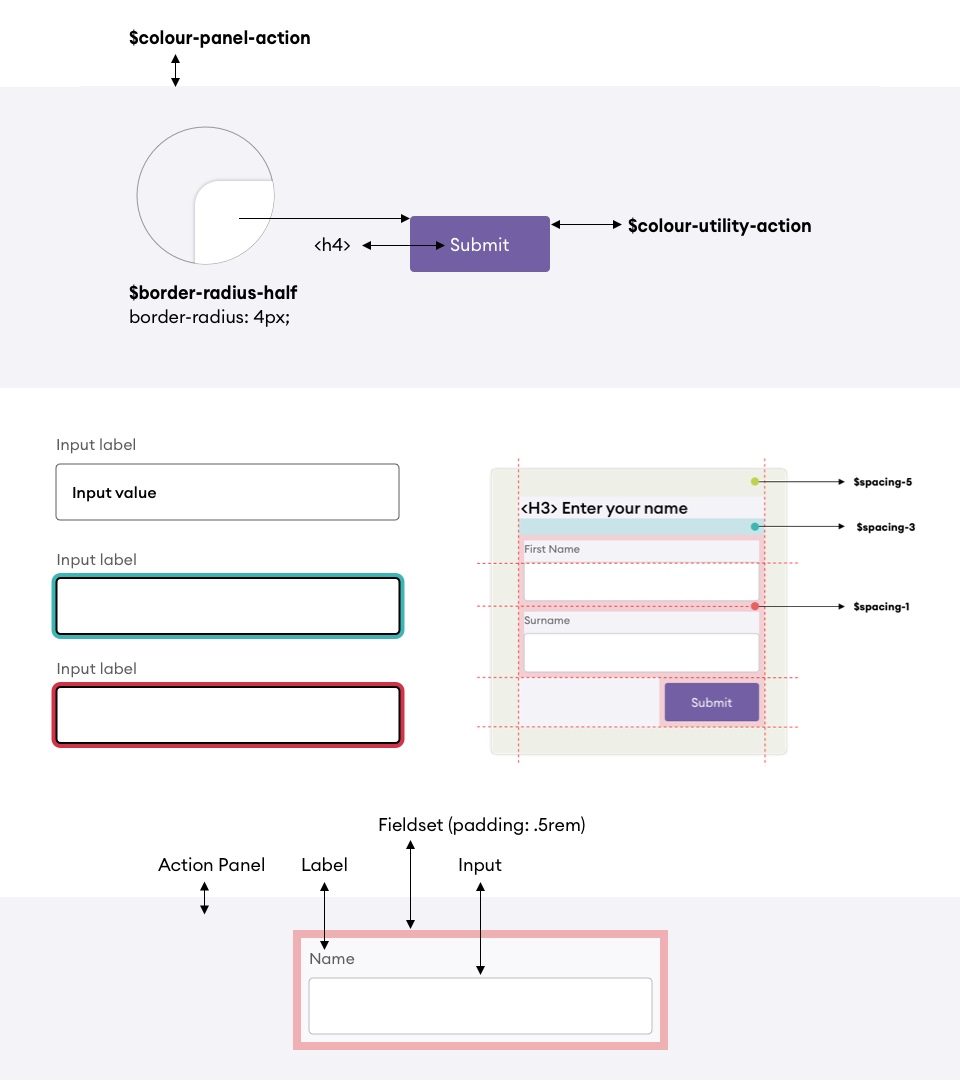 $colour-panel-action
$colour-utility-action
<h4>
Submit
$border-radius-half
border-radius: 4px;
Input label
Input value
Input label
Input label
$spacing-5
<H3> Enter your name
$spacing-3
First Name
$spacing-1
Surname
Submit
Fieldset (padding: .5rem)
Action Panel
Label
Input
Name